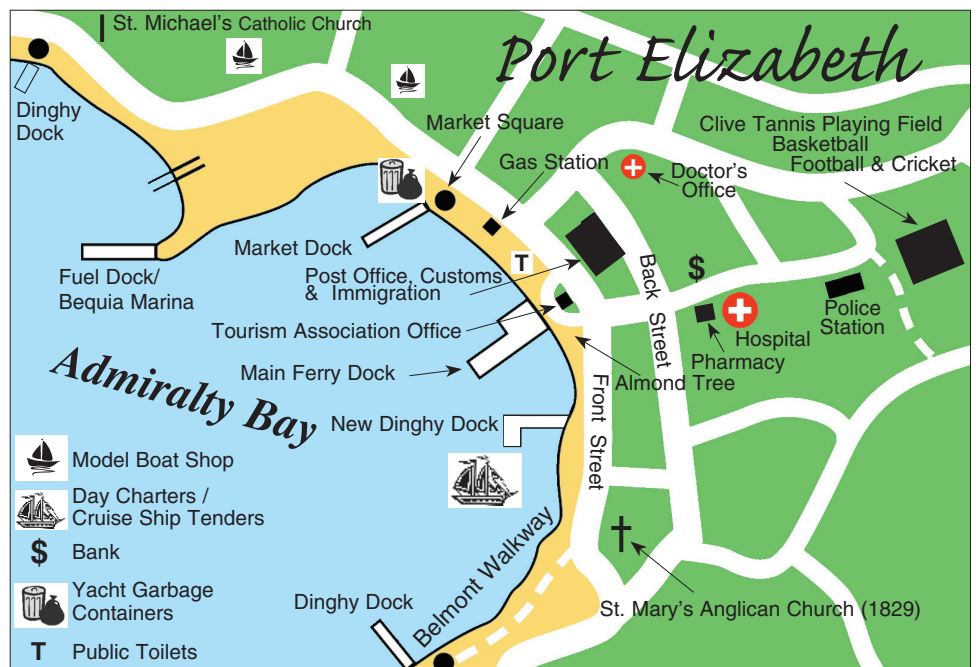 St. Michael's Catholic Church
Port Elizabeth
Dinghy
Dock
Market Square
Gas Station
Clive Tannis Playing Field
Basketball
Football & Cricket
Doctor's
Office
Market Dock
Fuel Dock/
Bequia Marina
T
Post Office, Customs
& Immigration
Back Street
$
Tourism Association Office
Police
Station
Hospital
Pharmacy
Main Ferry Dock
Almond Tree
Admiralty Bay
Front Street
New Dinghy Dock
Model Boat Shop
Day Charters /
Cruise Ship Tenders
$ Bank
Yacht Garbage
Containers
T Public Toilets
Dinghy Dock
Belmont Walkway
St. Mary's Anglican Church (1829)